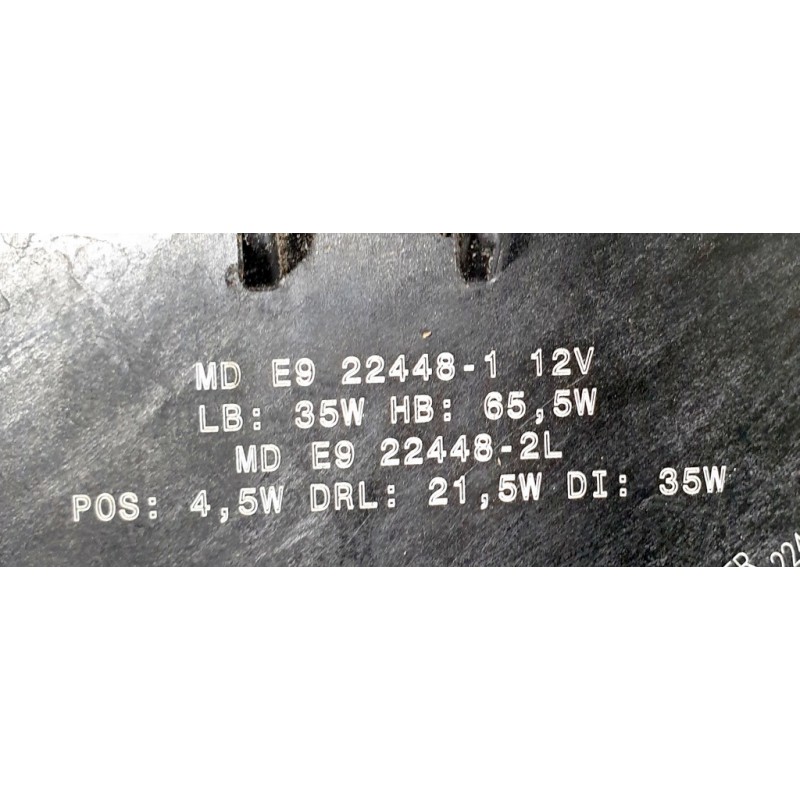 MD E9 22448-1 12V
LB: 35W HB: 65,5W
MD E9 22448-2L
POS: 4,5W DRL: 21,5W DI: 35W